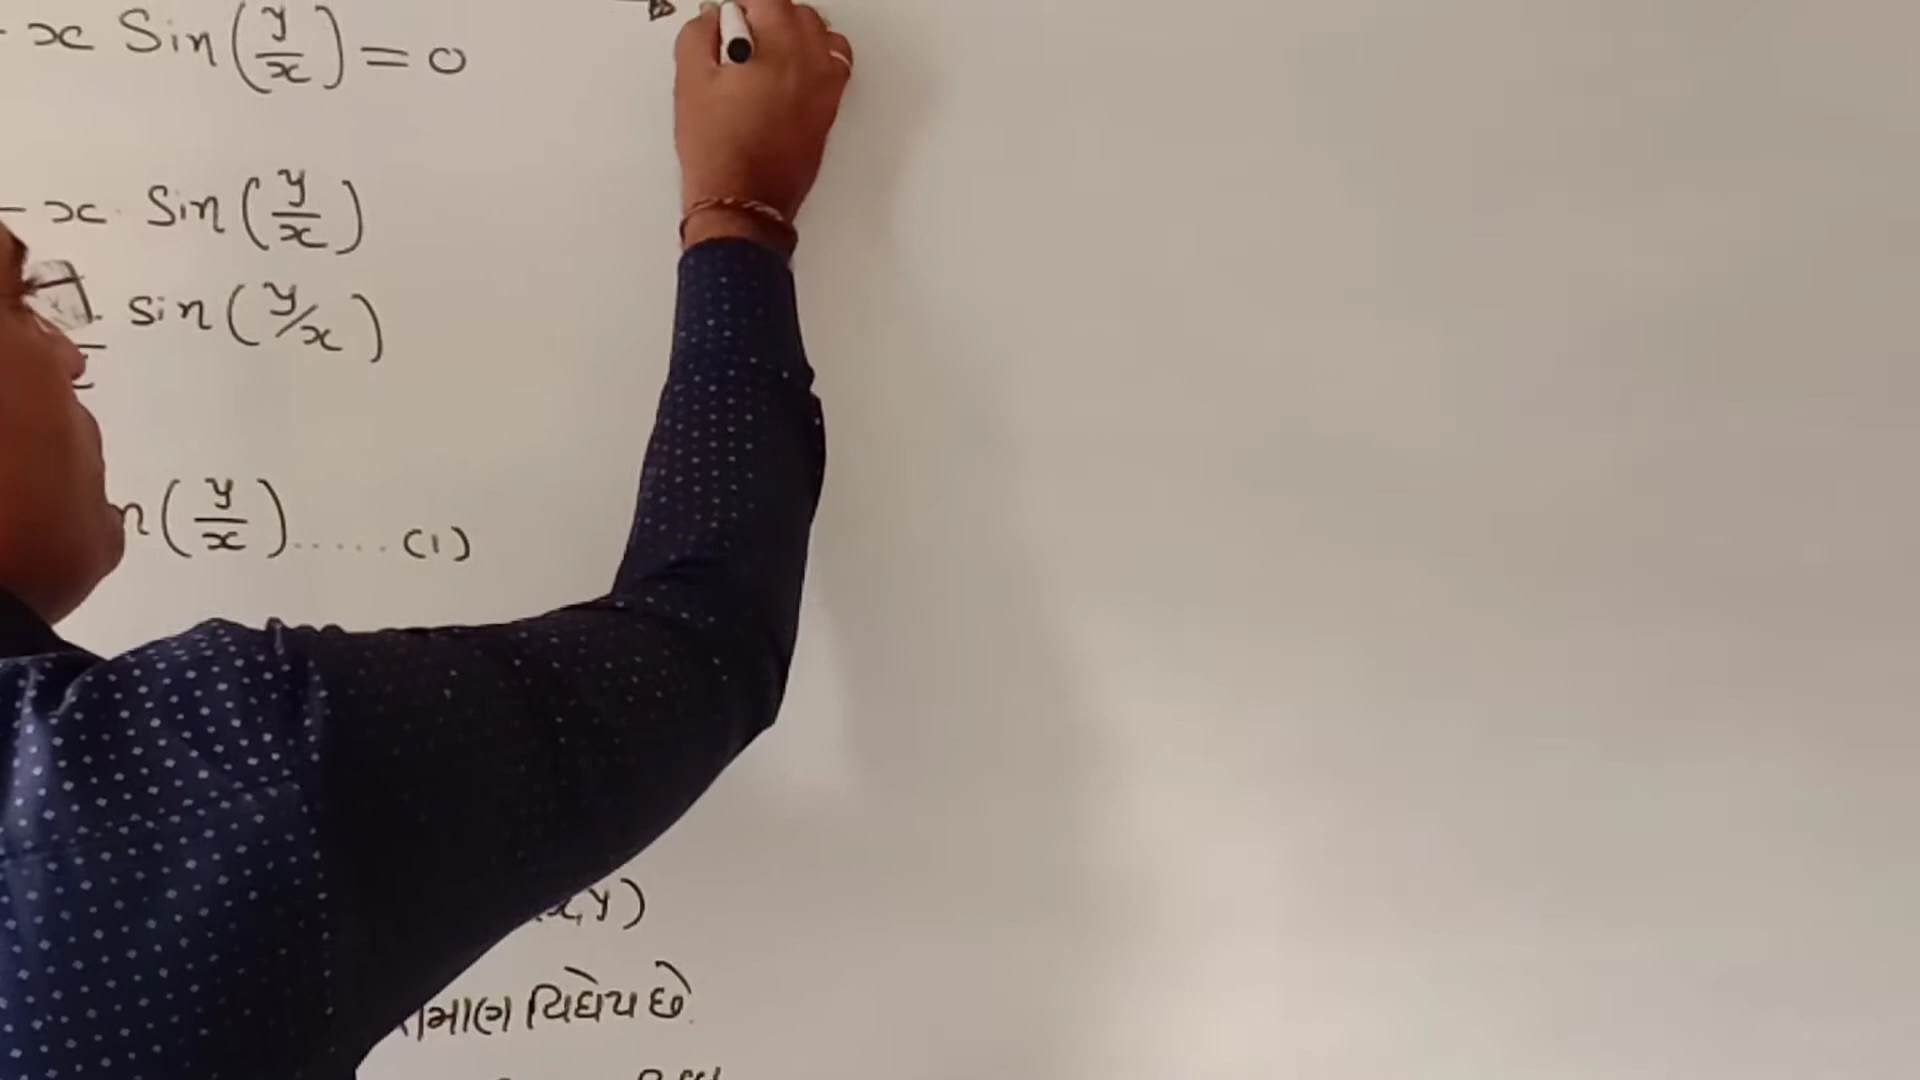 - x Sin(y/x) = 0
- x Sin(y/x)
sin(y/x)
n(y/x) ..... (1)
x,y)
માણ વિધેય છે.